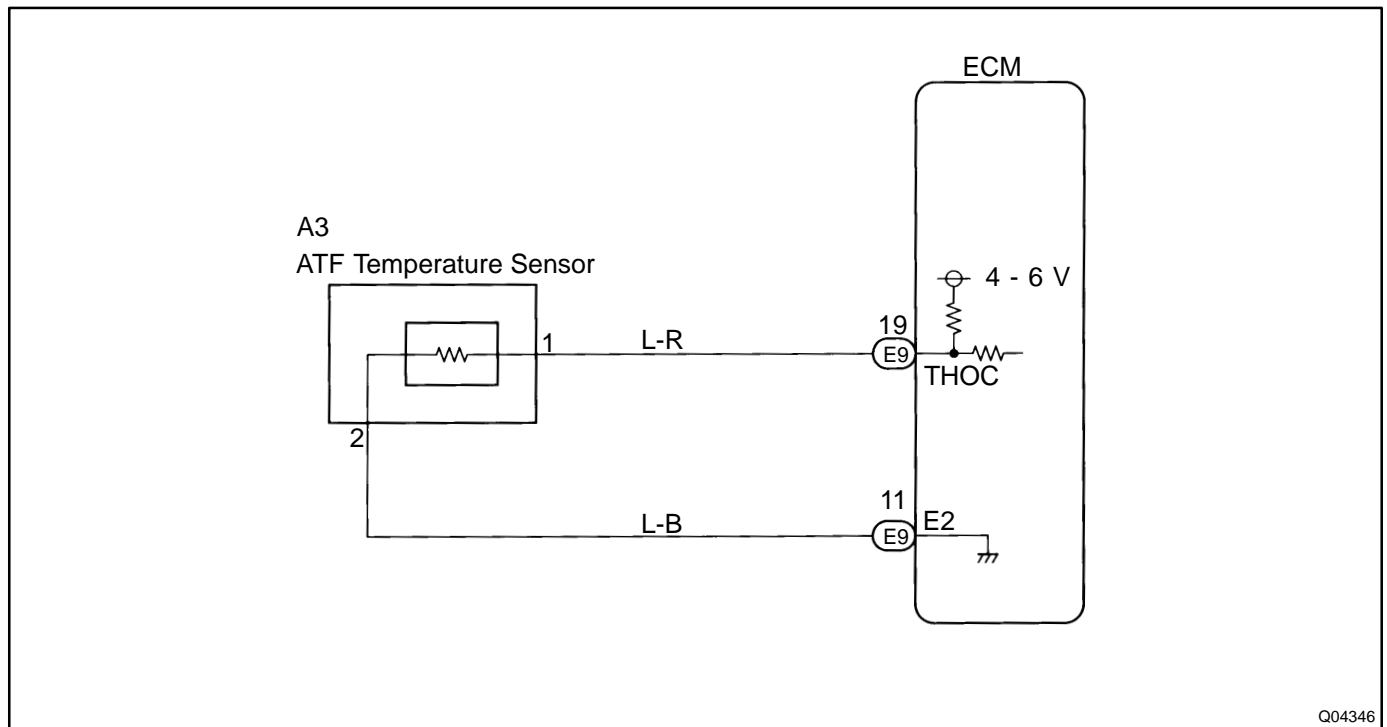 ECM
A3
ATF Temperature Sensor
4 - 6 V
1
L-R
19
E9
THOC
2
L-B
11
E9
E2
Q04346